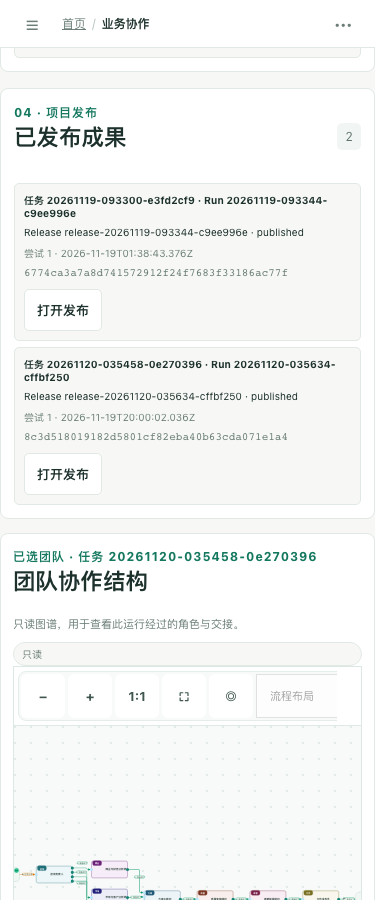 首页 / 业务协作
04 · 项目发布
已发布成果
2
任务 20261119-093300-e3fd2cf9 · Run 20261119-093344-
c9ee996e
Release release-20261119-093344-c9ee996e · published
尝试 1 · 2026-11-19T01:38:43.376Z
6774ca3a7a8d741572912f24f7683f33186ac77f
打开发布
任务 20261120-035458-0e270396 · Run 20261120-035634-
cffbf250
Release release-20261120-035634-cffbf250 · published
尝试 1 · 2026-11-19T20:00:02.036Z
8c3d518019182d5801cf82eba40b63cda071e1a4
打开发布
已选团队 · 任务 20261120-035458-0e270396
团队协作结构
只读图谱，用于查看此运行经过的角色与交接。
只读
− + 1:1
流程布局